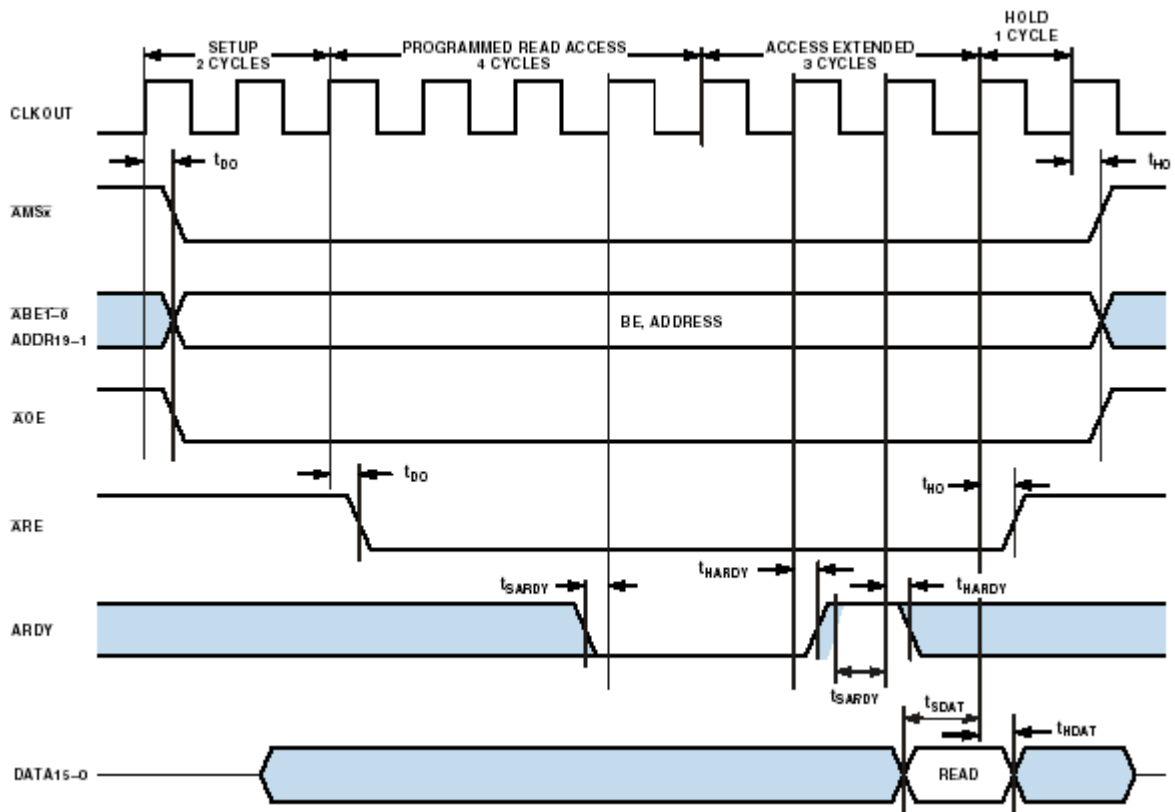 HOLD
1 CYCLE
SETUP
2 CYCLES
PROGRAMMED READ ACCESS
4 CYCLES
ACCESS EXTENDED
3 CYCLES
CLKOUT
tDO
tHO
AMSx
ABE1–0
ADDR19–1
BE, ADDRESS
AOE
tDO
tHO
ARE
tSARDY
tHARDY
tHARDY
ARDY
tSARDY
tSDAT
tHDAT
DATA15–0
READ